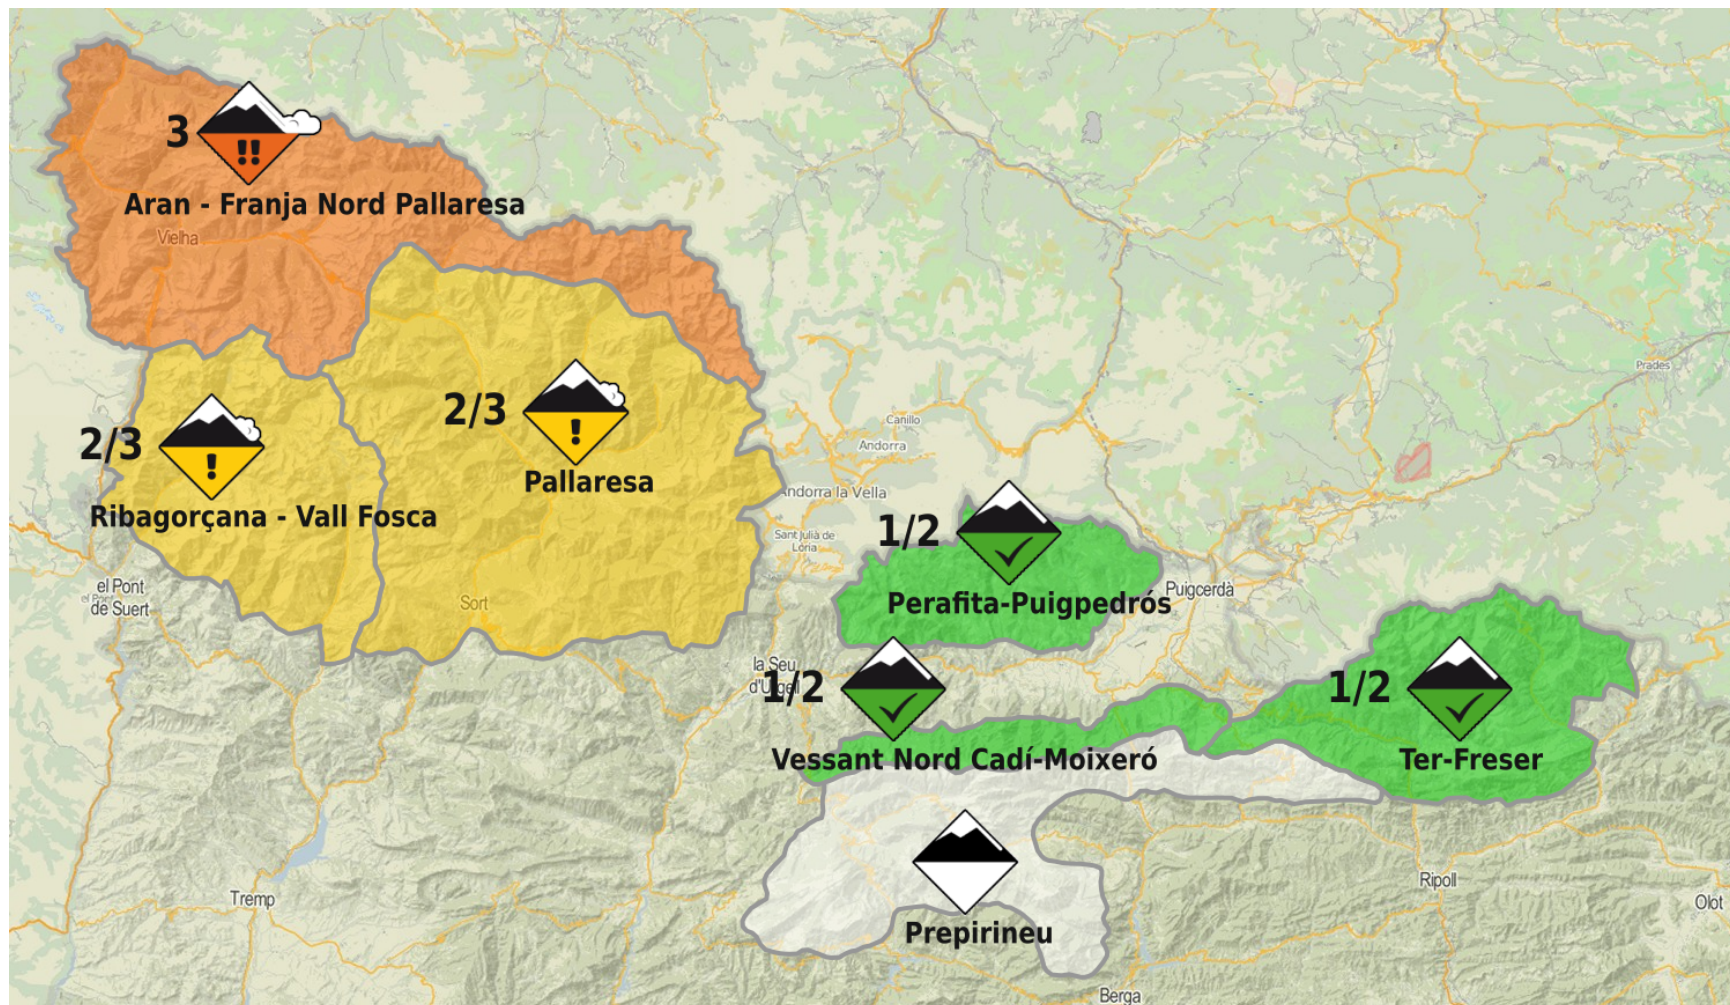 3
!!
Aran - Franja Nord Pallaresa
Vielha
2/3
!
Pallaresa
2/3
!
Ribagorçana - Vall Fosca
Prades
Canillo
Andorra
Andorra la Vella
Sant Julià de
Lòria
1/2
Perafita-Puigpedrós
Puigcerdà
el Pont
de Suert
Sort
la Seu
d'Urgell
1/2
Vessant Nord Cadí-Moixeró
1/2
Ter-Freser
Prepirineu
Tremp
Ripoll
Olot
Berga